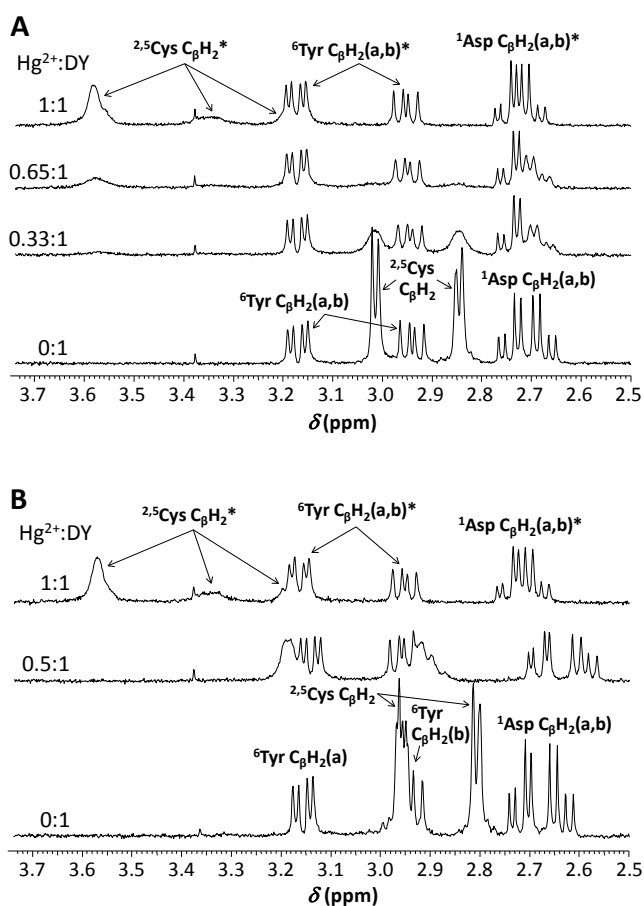 A
Hg²⁺:DY
²,⁵Cys CᵦH₂*
⁶Tyr CᵦH₂(a,b)*
¹Asp CᵦH₂(a,b)*
1:1
0.65:1
0.33:1
²,⁵Cys
CᵦH₂
⁶Tyr CᵦH₂(a,b)
¹Asp CᵦH₂(a,b)
0:1
3.7 3.6 3.5 3.4 3.3 3.2 3.1 3.0 2.9 2.8 2.7 2.6 2.5
δ (ppm)
B
Hg²⁺:DY
²,⁵Cys CᵦH₂*
⁶Tyr CᵦH₂(a,b)*
¹Asp CᵦH₂(a,b)*
1:1
0.5:1
²,⁵Cys CᵦH₂
⁶Tyr
CᵦH₂(b)
⁶Tyr CᵦH₂(a)
¹Asp CᵦH₂(a,b)
0:1
3.7 3.6 3.5 3.4 3.3 3.2 3.1 3.0 2.9 2.8 2.7 2.6 2.5
δ (ppm)